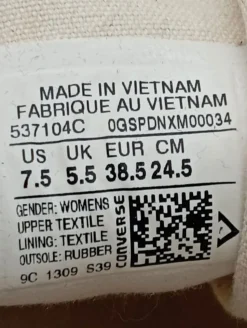 MADE IN VIETNAM
FABRIQUE AU VIETNAM
537104C 0GSPDNXM00034
US UK EUR CM
7.5 5.5 38.5 24.5
GENDER: WOMENS
UPPER: TEXTILE
LINING: TEXTILE
OUTSOLE: RUBBER
9C 1309 S39
CONVERSE